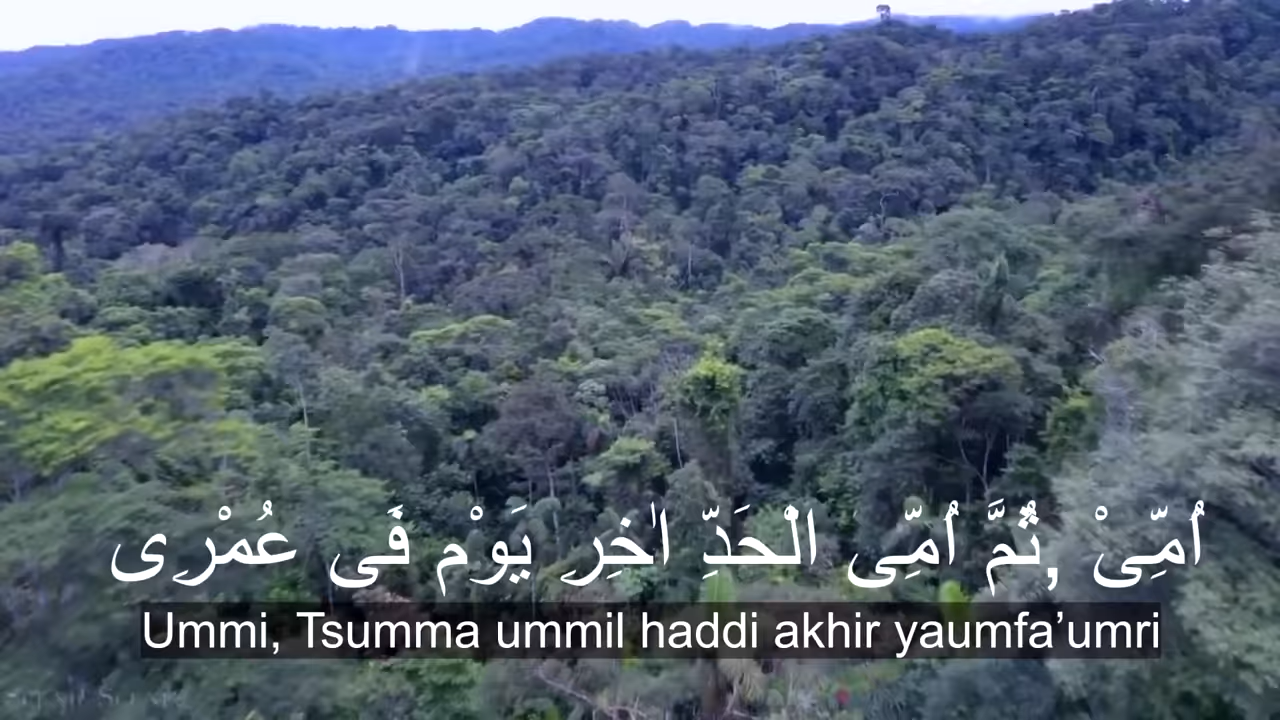 اُمِّىْ ,ثُمَّ اُمِّى الْحَدِّ اٰخِرِ يَوْم فَى عُمْرِى
Ummi, Tsumma ummil haddi akhir yaumfa’umri